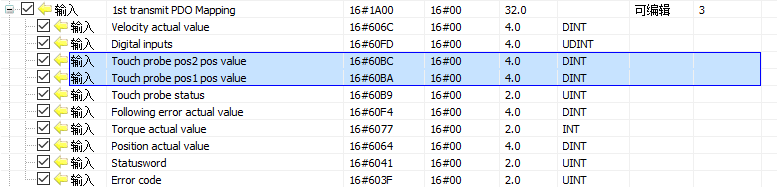 输入 1st transmit PDO Mapping 16#1A00 16#00 32.0 可编辑 3
输入 Velocity actual value 16#606C 16#00 4.0 DINT
输入 Digital inputs 16#60FD 16#00 4.0 UDINT
输入 Touch probe pos2 pos value 16#60BC 16#00 4.0 DINT
输入 Touch probe pos1 pos value 16#60BA 16#00 4.0 DINT
输入 Touch probe status 16#60B9 16#00 2.0 UINT
输入 Following error actual value 16#60F4 16#00 4.0 DINT
输入 Torque actual value 16#6077 16#00 2.0 INT
输入 Position actual value 16#6064 16#00 4.0 DINT
输入 Statusword 16#6041 16#00 2.0 UINT
输入 Error code 16#603F 16#00 2.0 UINT